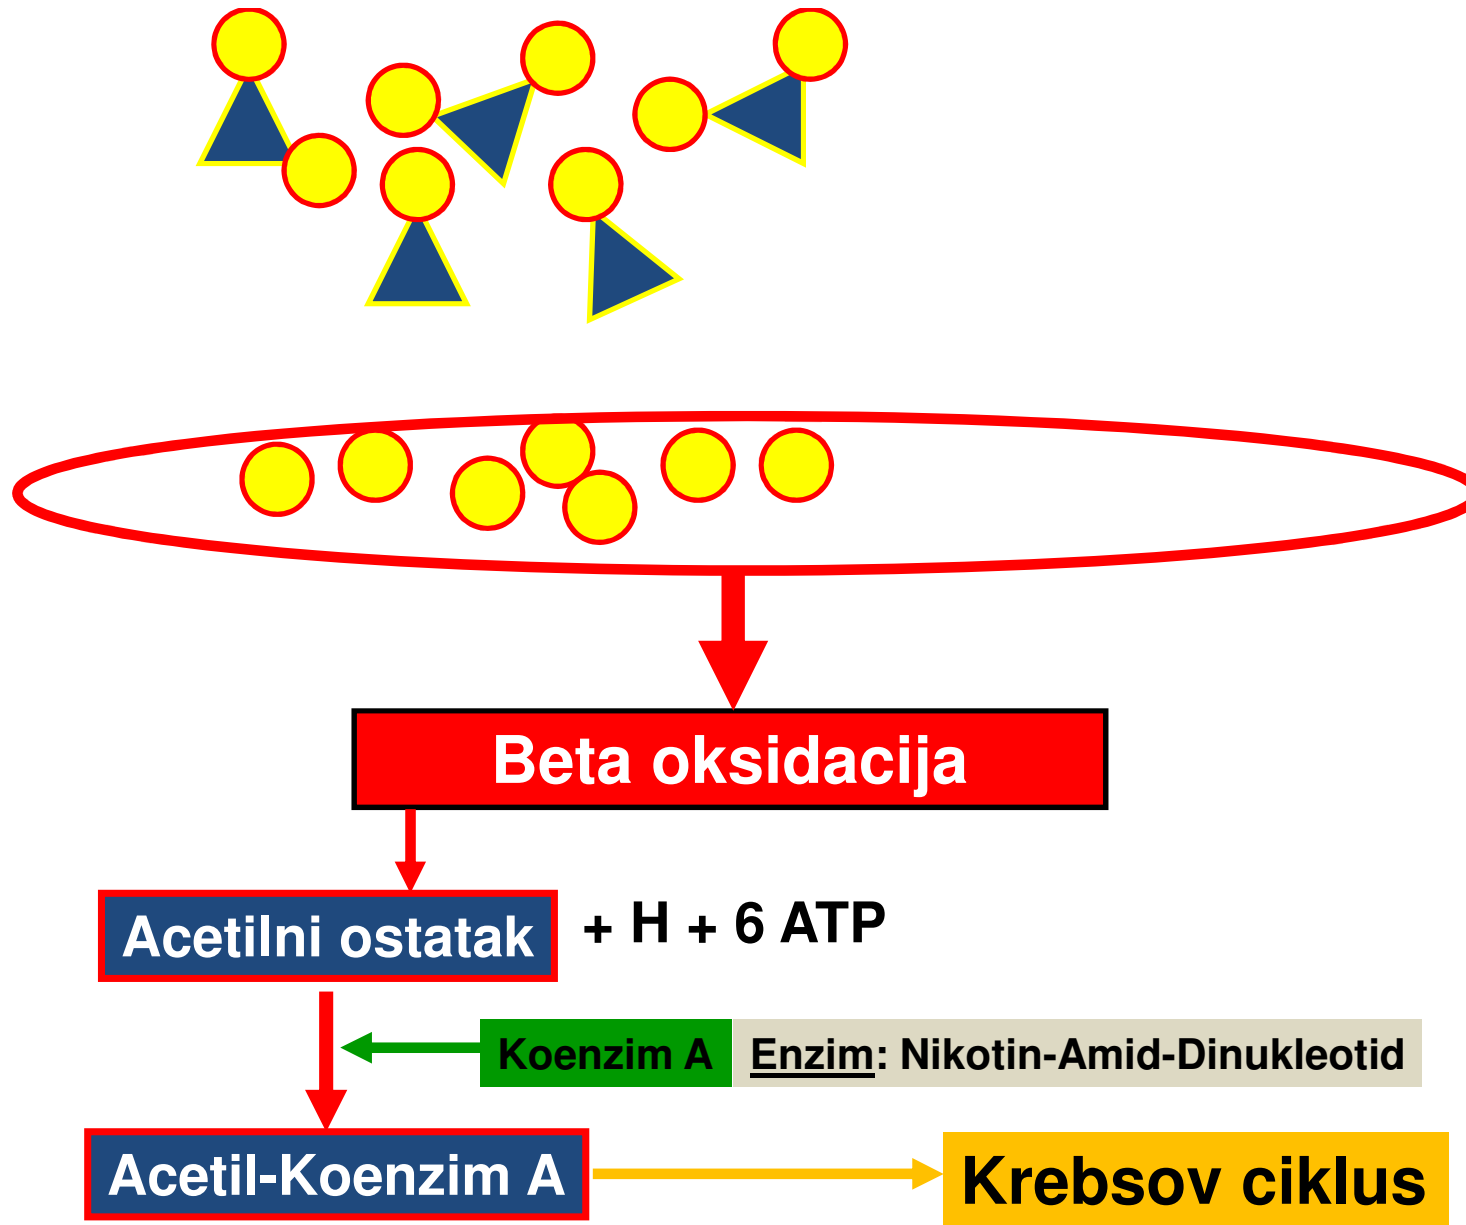 Beta oksidacija
Acetilni ostatak + H + 6 ATP
Koenzim A Enzim: Nikotin-Amid-Dinukleotid
Acetil-Koenzim A Krebsov ciklus